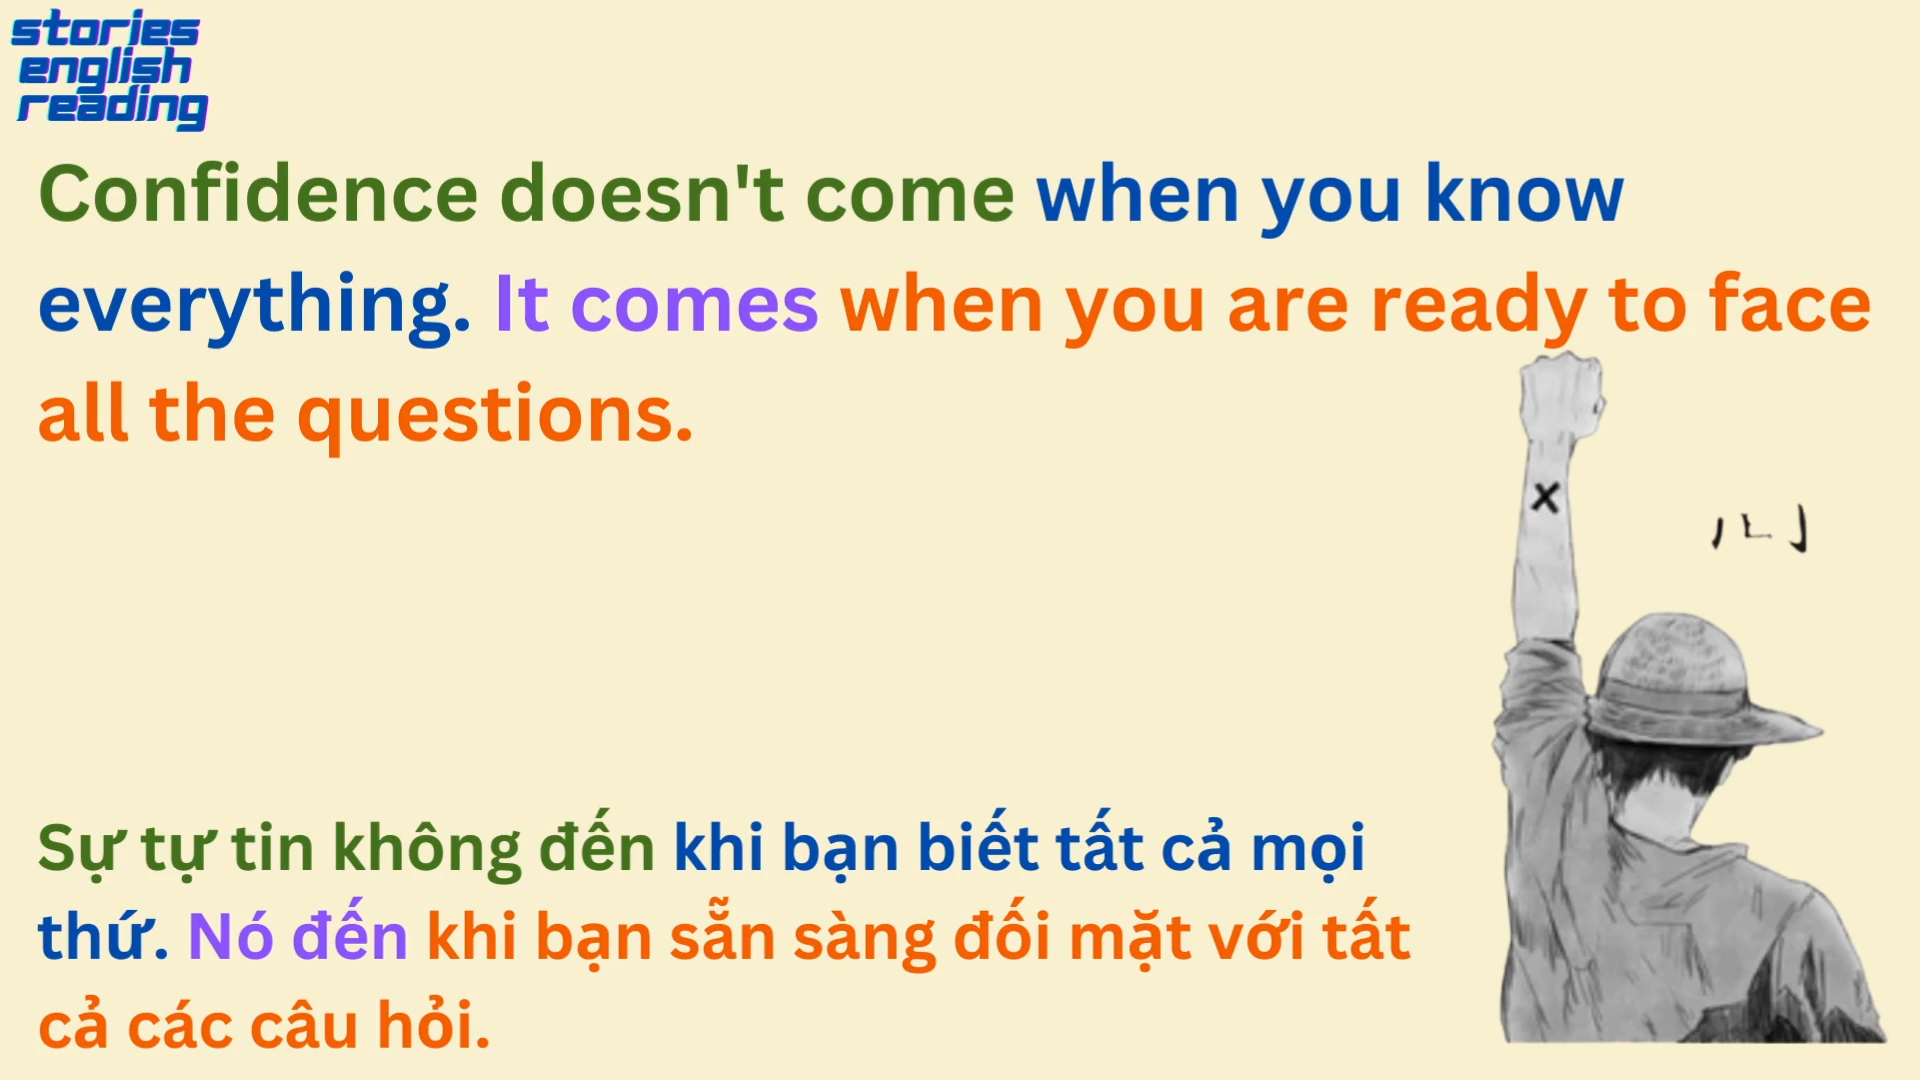 stories
english
reading
Confidence doesn't come when you know
everything. It comes when you are ready to face
all the questions.
x
Sự tự tin không đến khi bạn biết tất cả mọi
thứ. Nó đến khi bạn sẵn sàng đối mặt với tất
cả các câu hỏi.